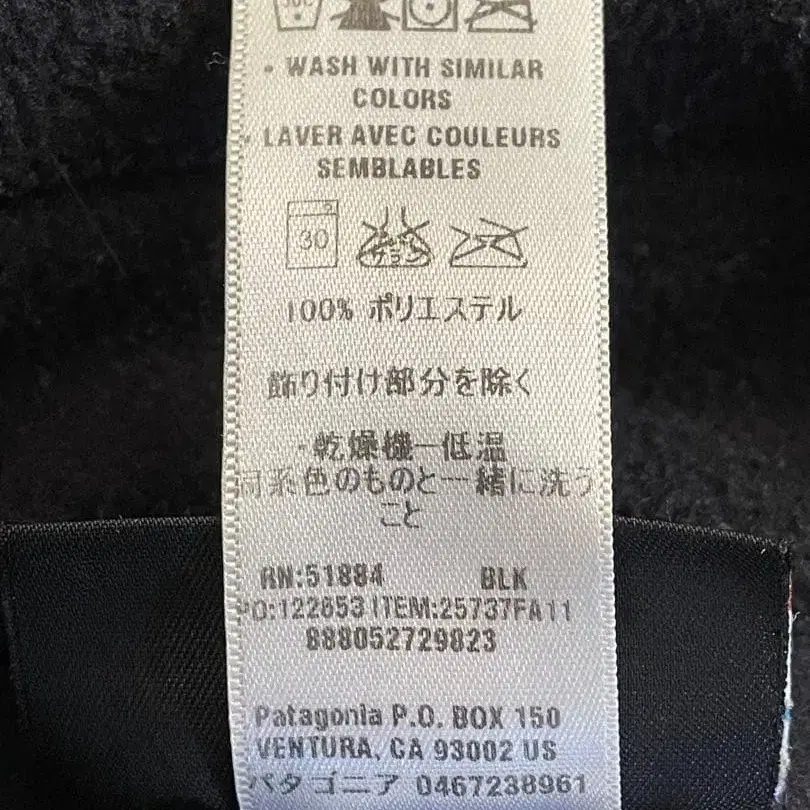 • WASH WITH SIMILAR
COLORS
• LAVER AVEC COULEURS
SEMBLABLES
30
100% ポリエステル
飾り付け部分を除く
・乾燥機ー低温
同系色のものと一緒に洗う
こと
RN:51884 BLK
PO:122653 ITEM:25737FA11
888052729823
Patagonia P.O. BOX 150
VENTURA, CA 93002 US
パタゴニア 0467238961